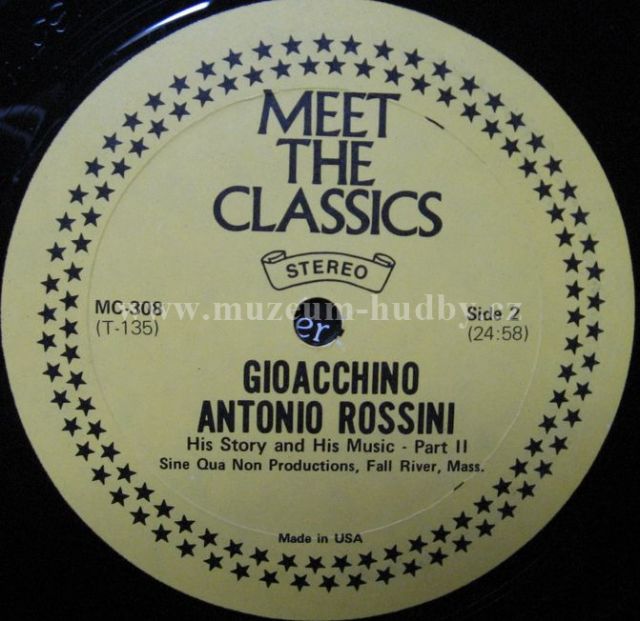 MEET
THE
CLASSICS
STEREO
MC-308
(T-135)
www.muzeum-hudby.cz
Side 2
(24:58)
er
GIOACCHINO
ANTONIO ROSSINI
His Story and His Music - Part II
Sine Qua Non Productions, Fall River, Mass.
Made in USA